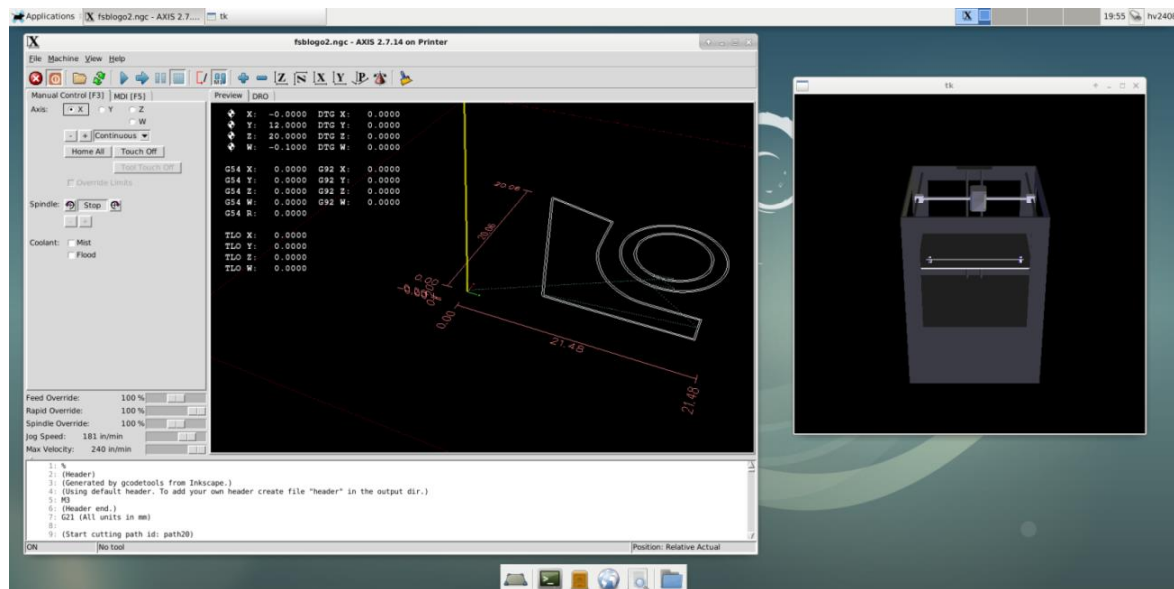 Applications fsblogo2.ngc - AXIS 2.7.... tk 19:55 hv240
fsblogo2.ngc - AXIS 2.7.14 on Printer
File Machine View Help
Manual Control [F3] MDI [F5] Preview DRO
Axis: X Y Z
W
- + Continuous
Home All Touch Off
Tool Touch Off
Override Limits
Spindle: Stop
- +
Coolant: Mist
Flood
Feed Override: 100 %
Rapid Override: 100 %
Spindle Override: 100 %
Jog Speed: 181 in/min
Max Velocity: 240 in/min
X: -0.0000 DTG X: 0.0000
Y: 12.0000 DTG Y: 0.0000
Z: 20.0000 DTG Z: 0.0000
W: -0.1000 DTG W: 0.0000
G54 X: 0.0000 G92 X: 0.0000
G54 Y: 0.0000 G92 Y: 0.0000
G54 Z: 0.0000 G92 Z: 0.0000
G54 W: 0.0000 G92 W: 0.0000
G54 R: 0.0000
TLO X: 0.0000
TLO Y: 0.0000
TLO Z: 0.0000
TLO W: 0.0000
20.06
20.06
-0.00
0.00
21.48
21.48
1: %
2: (Header)
3: (Generated by gcodetools from Inkscape.)
4: (Using default header. To add your own header create file "header" in the output dir.)
5: M3
6: (Header end.)
7: G21 (All units in mm)
8:
9: (Start cutting path id: path20)
ON No tool Position: Relative Actual
tk